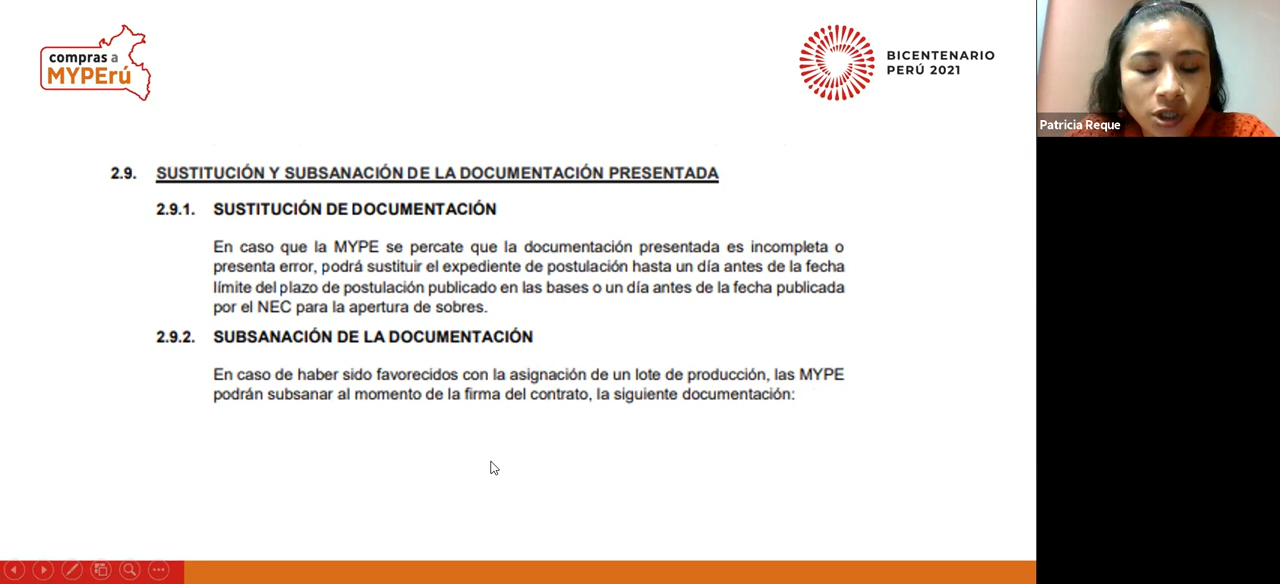 compras a
MYPErú
BICENTENARIO
PERÚ 2021
Patricia Reque
2.9. SUSTITUCIÓN Y SUBSANACIÓN DE LA DOCUMENTACIÓN PRESENTADA
2.9.1. SUSTITUCIÓN DE DOCUMENTACIÓN
En caso que la MYPE se percate que la documentación presentada es incompleta o
presenta error, podrá sustituir el expediente de postulación hasta un día antes de la fecha
límite del plazo de postulación publicado en las bases o un día antes de la fecha publicada
por el NEC para la apertura de sobres.
2.9.2. SUBSANACIÓN DE LA DOCUMENTACIÓN
En caso de haber sido favorecidos con la asignación de un lote de producción, las MYPE
podrán subsanar al momento de la firma del contrato, la siguiente documentación: